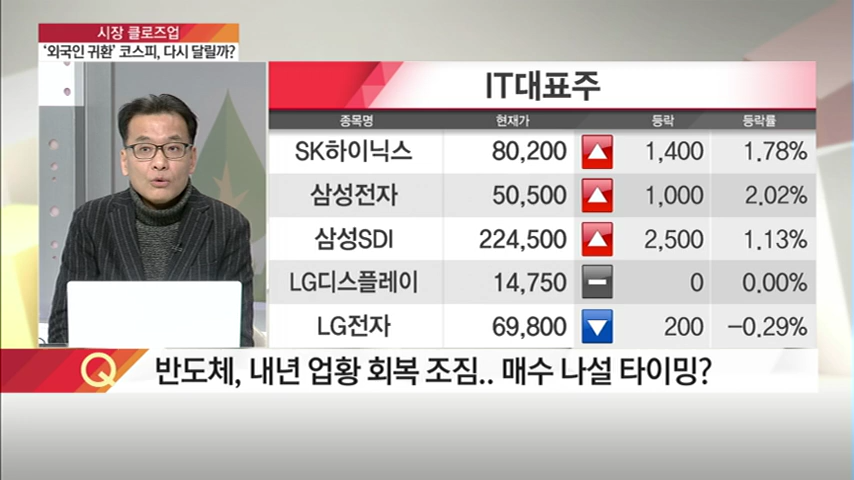 시장 클로즈업
‘외국인 귀환’ 코스피, 다시 달릴까?
IT대표주
종목명 현재가 등락 등락률
SK하이닉스 80,200 1,400 1.78%
삼성전자 50,500 1,000 2.02%
삼성SDI 224,500 2,500 1.13%
LG디스플레이 14,750 0 0.00%
LG전자 69,800 200 -0.29%
Q 반도체, 내년 업황 회복 조짐.. 매수 나설 타이밍?